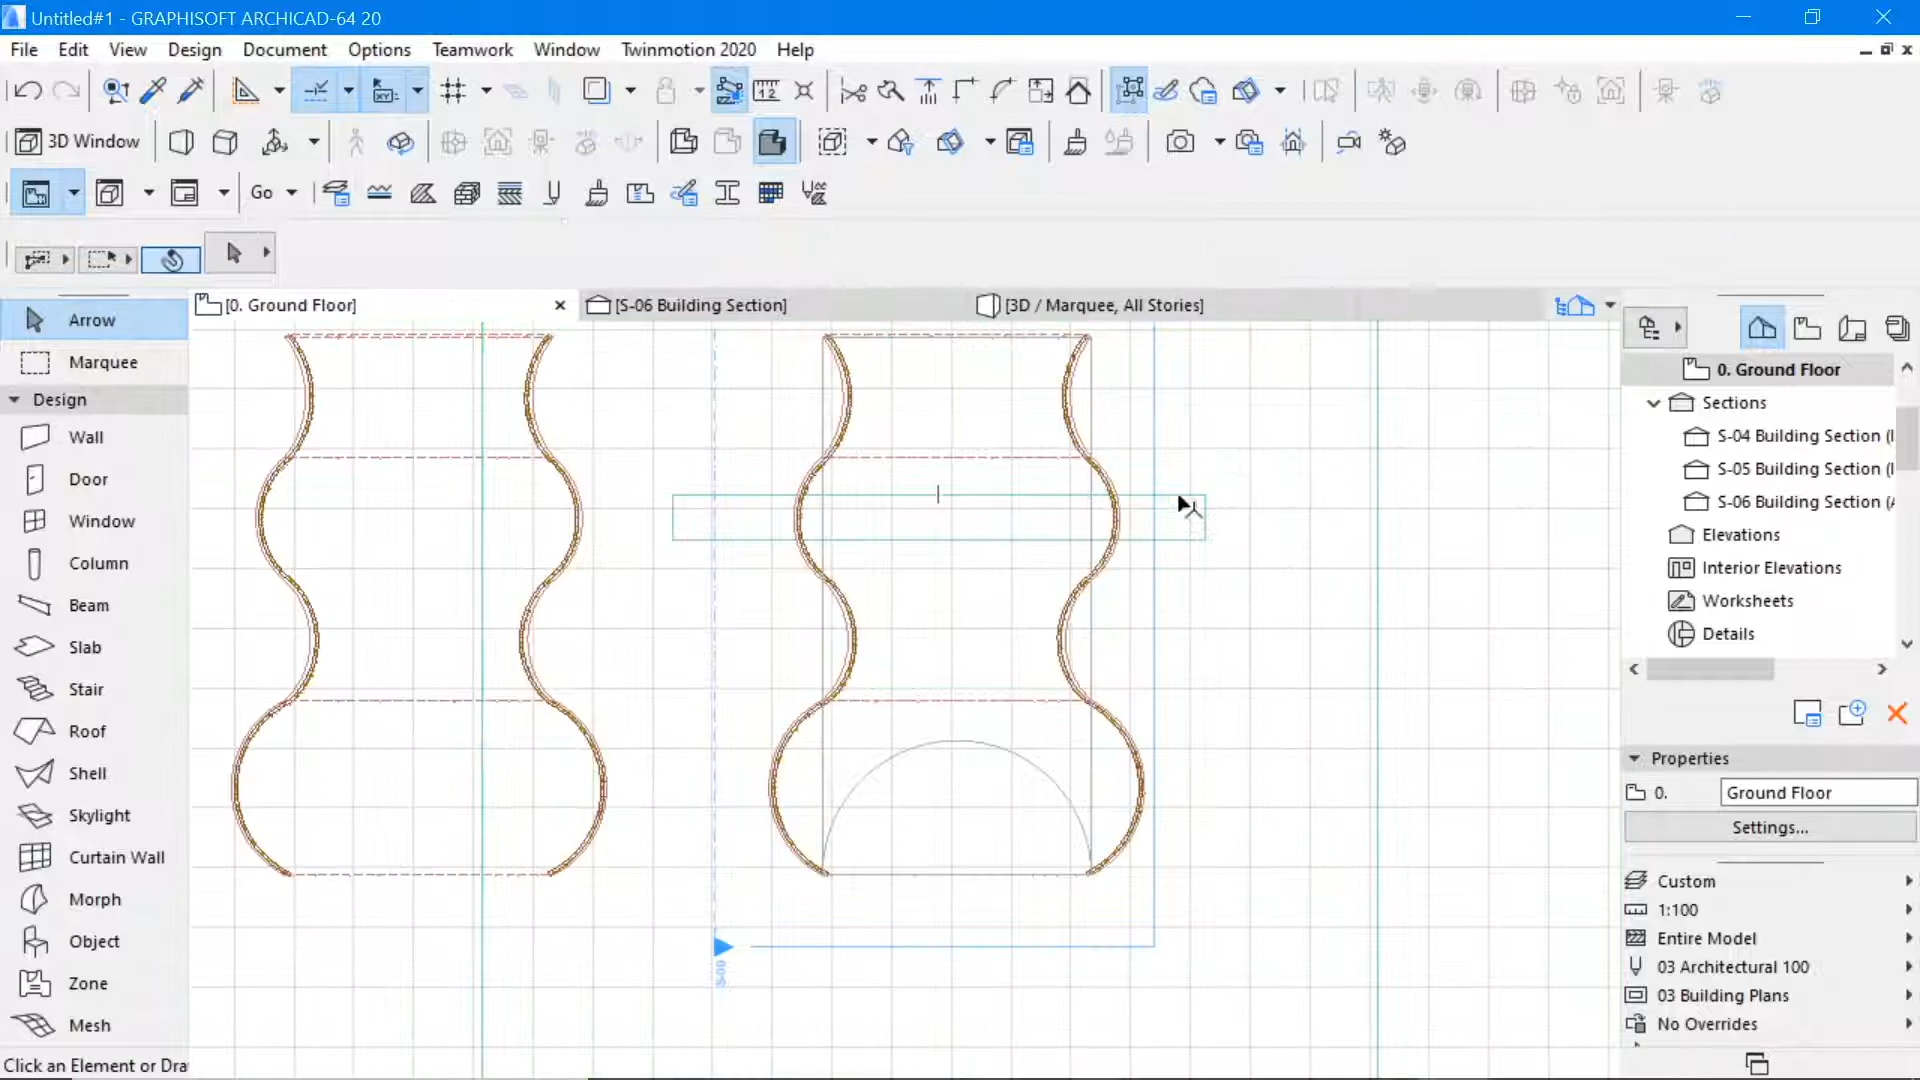 Untitled#1 - GRAPHISOFT ARCHICAD-64 20
File Edit View Design Document Options Teamwork Window Twinmotion 2020 Help
3D Window
Go
[0. Ground Floor]
[S-06 Building Section]
[3D / Marquee, All Stories]
Arrow
Marquee
Design
Wall
Door
Window
Column
Beam
Slab
Stair
Roof
Shell
Skylight
Curtain Wall
Morph
Object
Zone
Mesh
Click an Element or Dra
0. Ground Floor
Sections
S-04 Building Section (I
S-05 Building Section (I
S-06 Building Section (A
Elevations
Interior Elevations
Worksheets
Details
Properties
0. Ground Floor
Settings...
Custom
1:100
Entire Model
03 Architectural 100
03 Building Plans
No Overrides